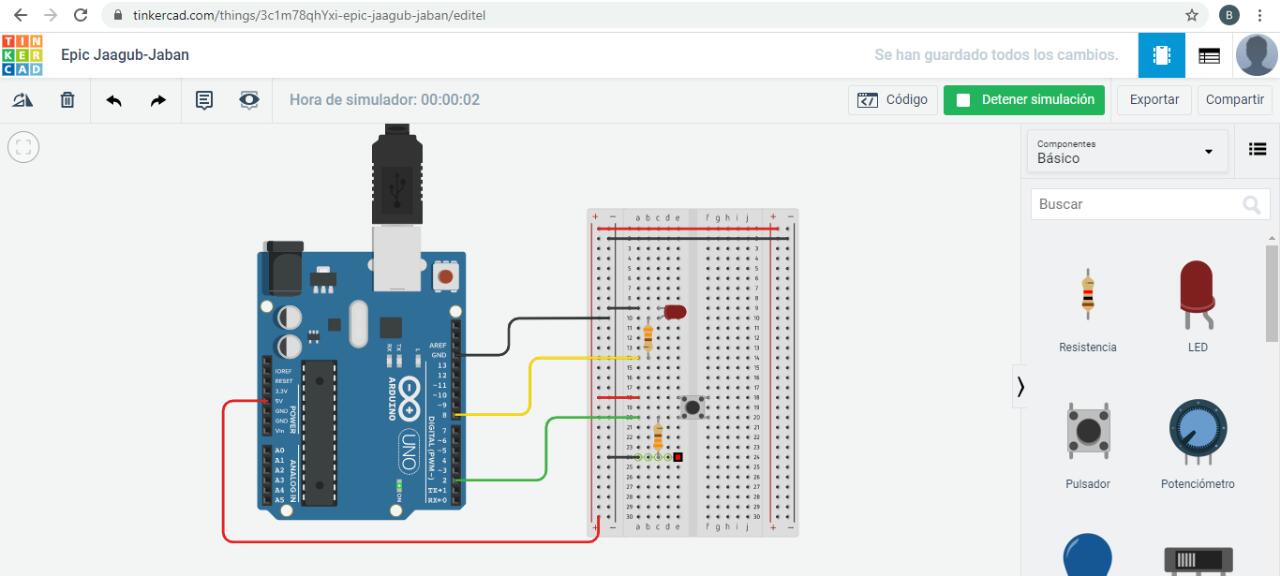 tinkercad.com/things/3c1m78qhYxi-epic-jaagub-jaban/editel
B
TIN
KER
CAD
Epic Jaagub-Jaban
Se han guardado todos los cambios.
Hora de simulador: 00:00:02
Código
Detener simulación
Exportar
Compartir
Componentes
Básico
Buscar
Resistencia
LED
Pulsador
Potenciómetro
AREF
GND
13
12
~11
~10
~9
8
7
~6
~5
4
~3
2
TX→1
RX←0
DIGITAL (PWM~)
IOREF
RESET
3.3V
5V
GND
GND
Vin
POWER
A0
A1
A2
A3
A4
A5
ANALOG IN
RX
TX
L
ARDUINO
UNO
ON
+ − a b c d e f g h i j + −
+ − a b c d e f g h i j + −